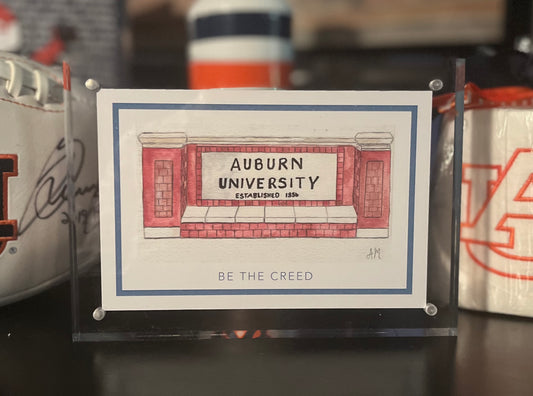 AUBURN
UNIVERSITY
ESTABLISHED 1856
AM
BE THE CREED